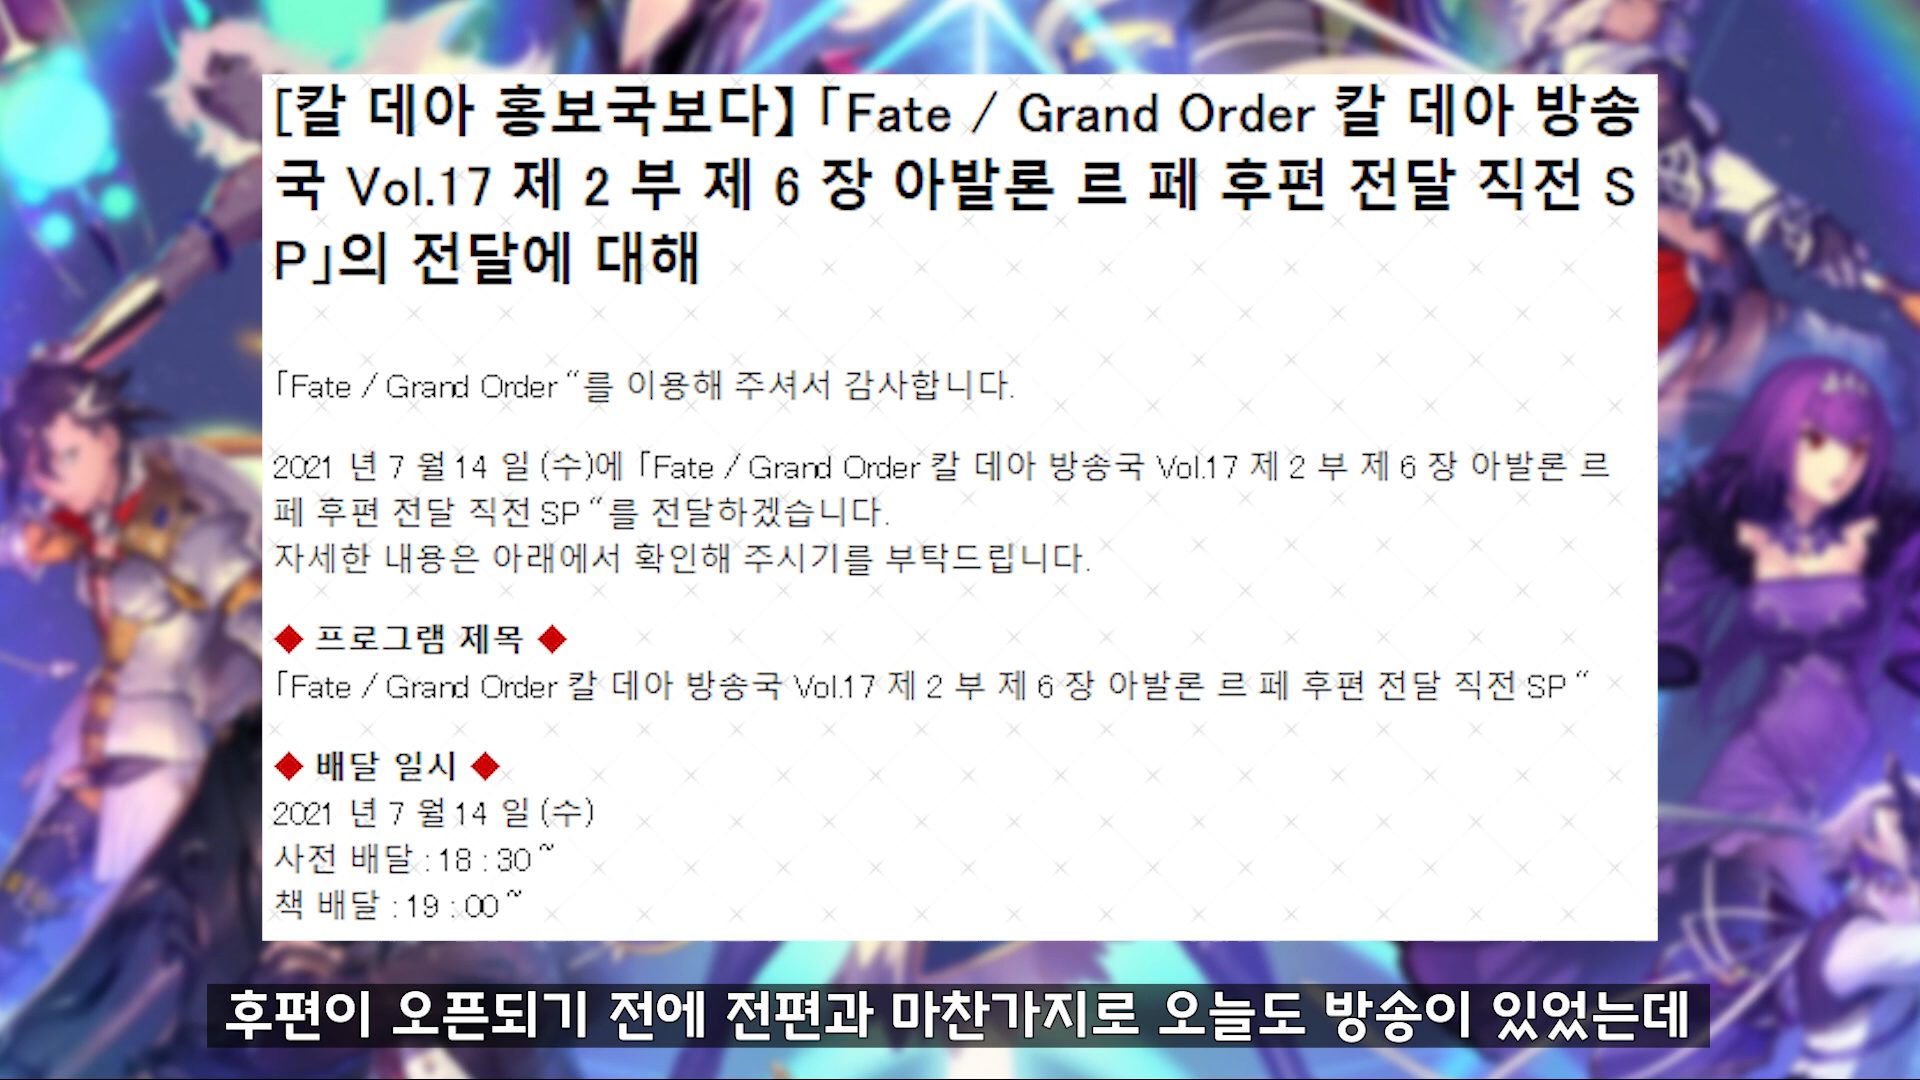 [칼 데아 홍보국보다】「Fate / Grand Order 칼 데아 방송
국 Vol.17 제 2 부 제 6 장 아발론 르 페 후편 전달 직전 S
P」의 전달에 대해
「Fate / Grand Order “를 이용해 주셔서 감사합니다.
2021 년 7 월 14 일 (수)에 「Fate / Grand Order 칼 데아 방송국 Vol.17 제 2 부 제 6 장 아발론 르
페 후편 전달 직전 SP “를 전달하겠습니다.
자세한 내용은 아래에서 확인해 주시기를 부탁드립니다.
◆ 프로그램 제목 ◆
「Fate / Grand Order 칼 데아 방송국 Vol.17 제 2 부 제 6 장 아발론 르 페 후편 전달 직전 SP “
◆ 배달 일시 ◆
2021 년 7 월 14 일 (수)
사전 배달 : 18 : 30 ~
책 배달 : 19 : 00 ~
후편이 오픈되기 전에 전편과 마찬가지로 오늘도 방송이 있었는데